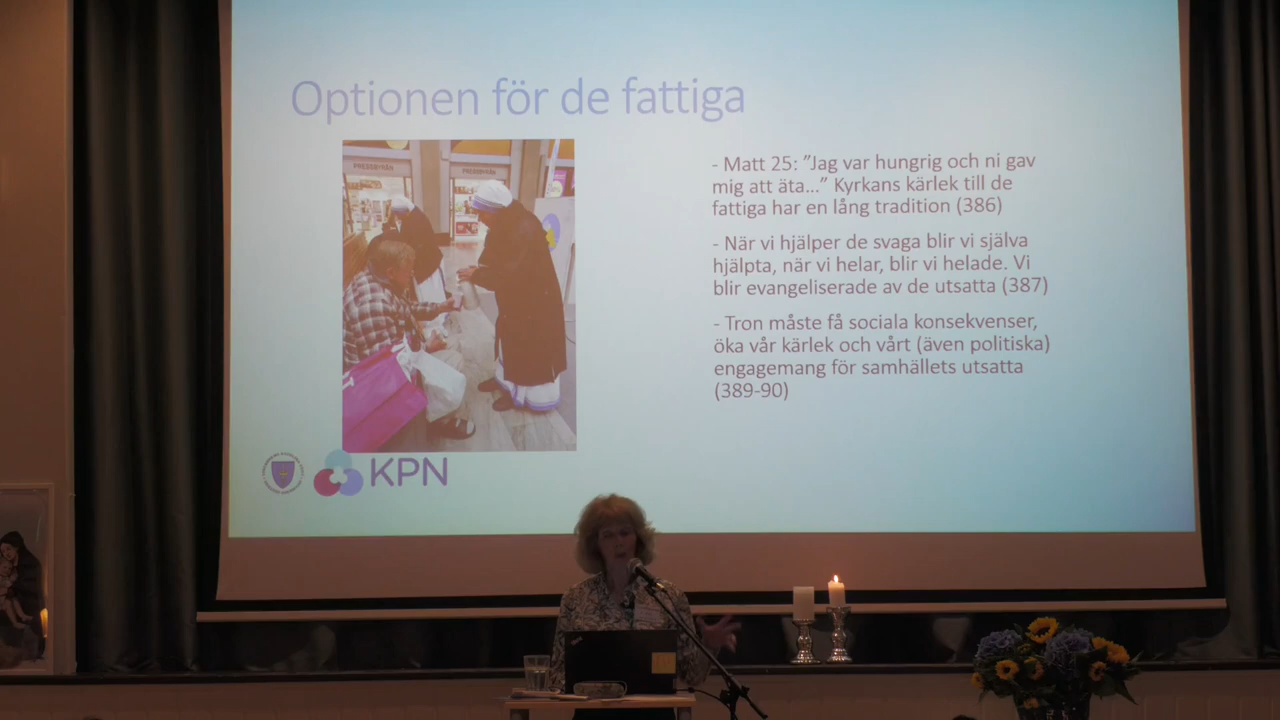 Optionen för de fattiga
PRESSBYRÅN
PRESSBYRÅN
- Matt 25: ”Jag var hungrig och ni gav
mig att äta...” Kyrkans kärlek till de
fattiga har en lång tradition (386)
- När vi hjälper de svaga blir vi själva
hjälpta, när vi helar, blir vi helade. Vi
blir evangeliserade av de utsatta (387)
- Tron måste få sociala konsekvenser,
öka vår kärlek och vårt (även politiska)
engagemang för samhällets utsatta
(389-90)
KPN